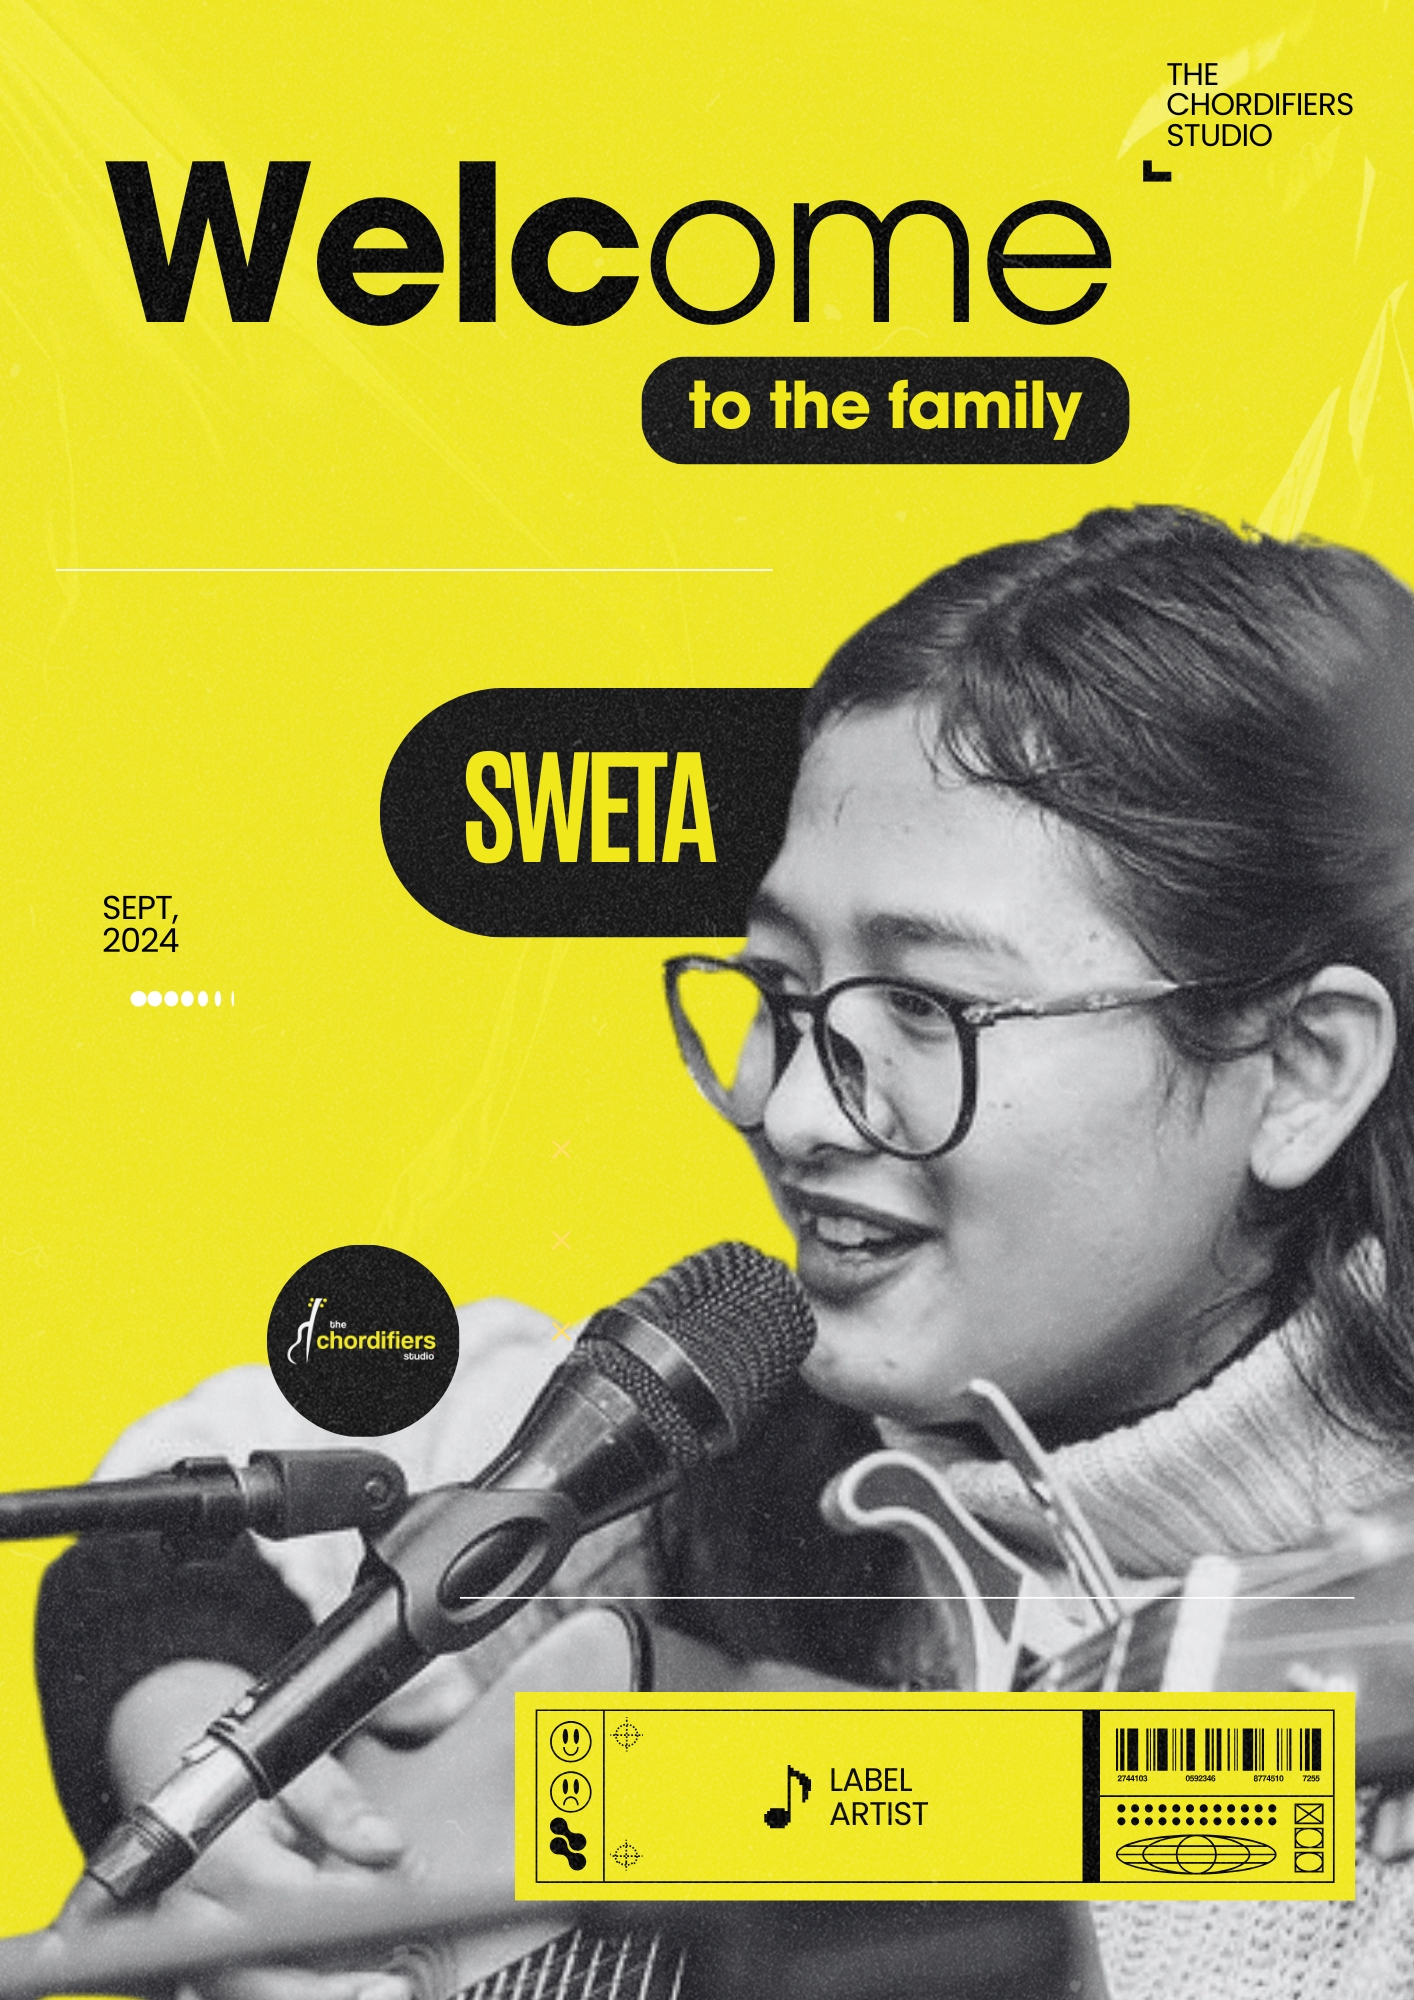 THE
CHORDIFIERS
STUDIO
Welcome
to the family
SWETA
SEPT,
2024
the
chordifiers
studio
LABEL
ARTIST
2744103 0592346 8774510 7255